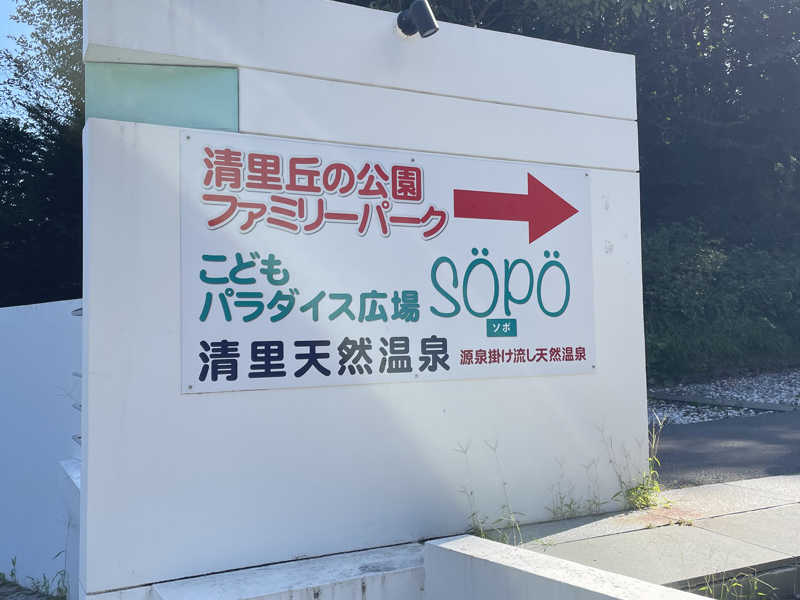 清里丘の公園
ファミリーパーク
こども
パラダイス広場
söpö
ソポ
清里天然温泉
源泉掛け流し天然温泉